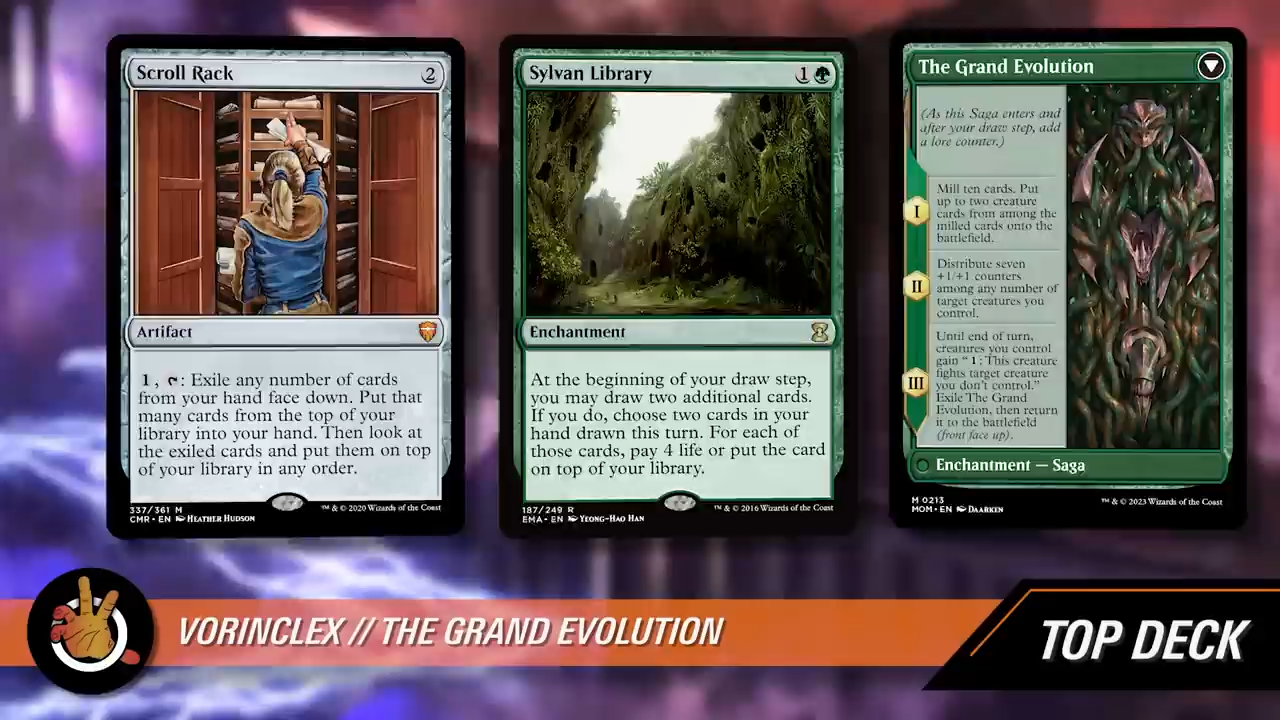 Scroll Rack 2
Artifact
1, T: Exile any number of cards
from your hand face down. Put that
many cards from the top of your
library into your hand. Then look at
the exiled cards and put them on top
of your library in any order.
337/361 M
CMR • EN Heather Hudson
™ & © 2020 Wizards of the Coast
Sylvan Library 1
Enchantment
At the beginning of your draw step,
you may draw two additional cards.
If you do, choose two cards in your
hand drawn this turn. For each of
those cards, pay 4 life or put the card
on top of your library.
187/249 R
EMA • EN Yeong-Hao Han
™ & © 2016 Wizards of the Coast
The Grand Evolution
(As this Saga enters and
after your draw step, add
a lore counter.)
I
Mill ten cards. Put
up to two creature
cards from among the
milled cards onto the
battlefield.
II
Distribute seven
+1/+1 counters
among any number of
target creatures you
control.
III
Until end of turn,
creatures you control
gain “1: This creature
fights target creature
you don't control.”
Exile The Grand
Evolution, then return
it to the battlefield
(front face up).
Enchantment — Saga
M 0213
MOM • EN Daarken
™ & © 2023 Wizards of the Coast
VORINCLEX // THE GRAND EVOLUTION
TOP DECK